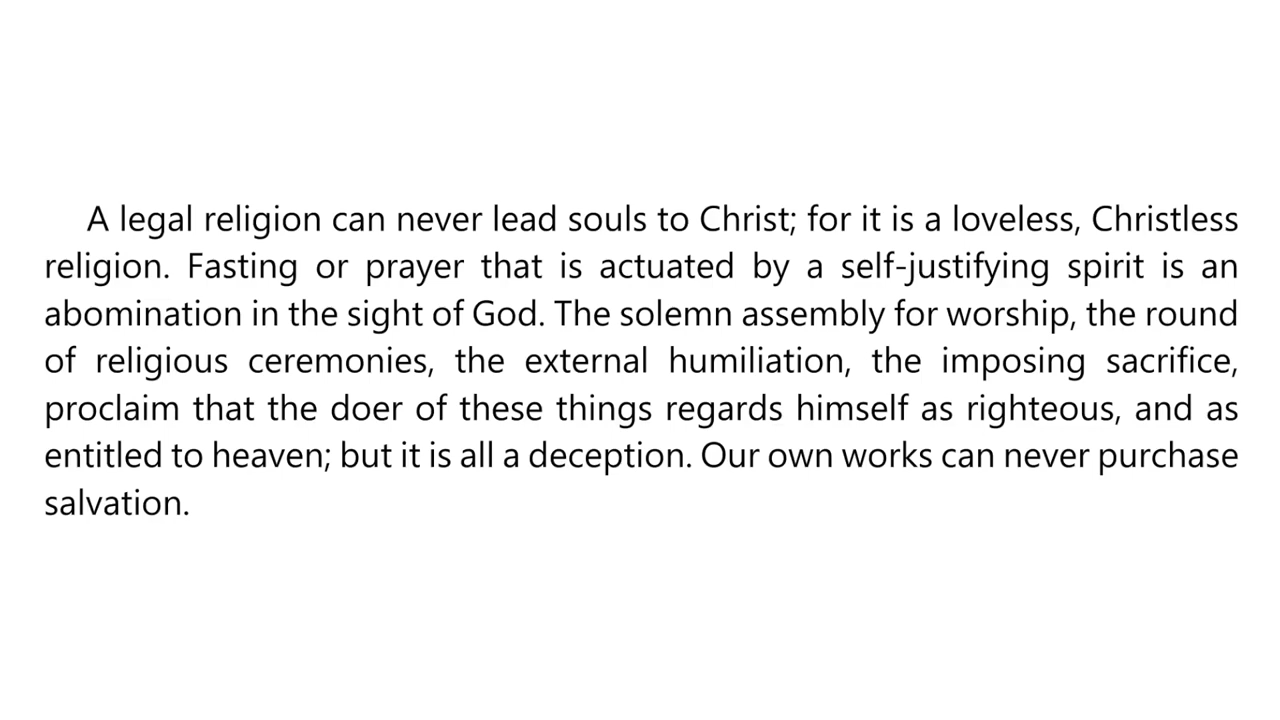 A legal religion can never lead souls to Christ; for it is a loveless, Christless
religion. Fasting or prayer that is actuated by a self-justifying spirit is an
abomination in the sight of God. The solemn assembly for worship, the round
of religious ceremonies, the external humiliation, the imposing sacrifice,
proclaim that the doer of these things regards himself as righteous, and as
entitled to heaven; but it is all a deception. Our own works can never purchase
salvation.